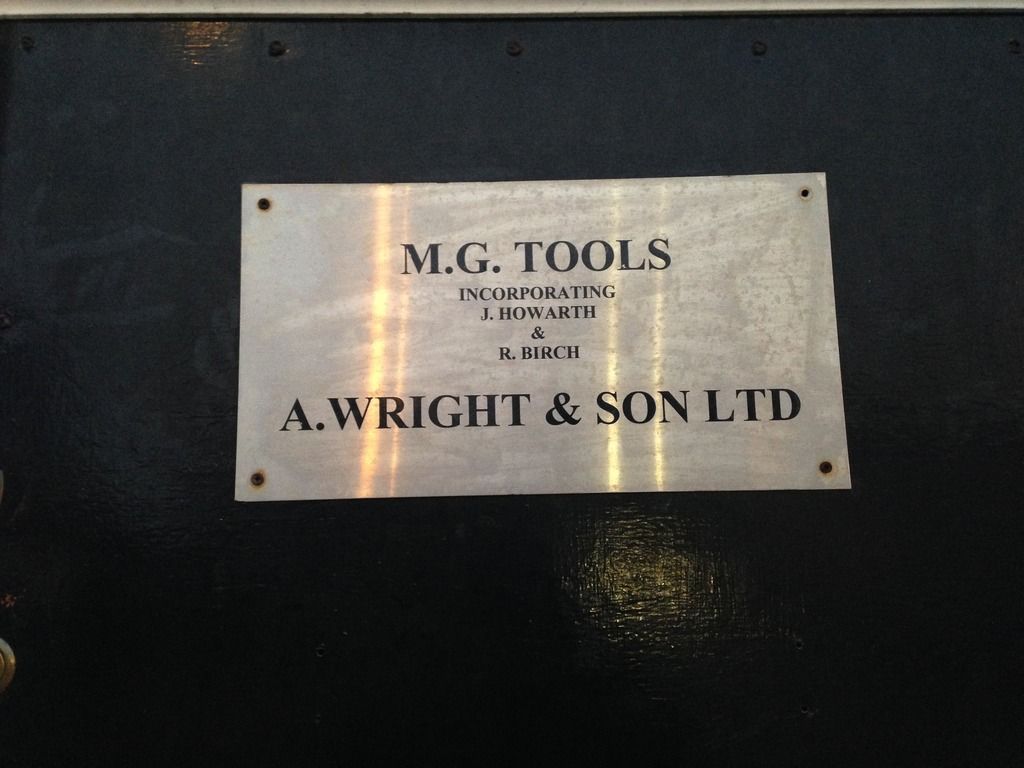 M.G. TOOLS
INCORPORATING
J. HOWARTH
&
R. BIRCH
A.WRIGHT & SON LTD